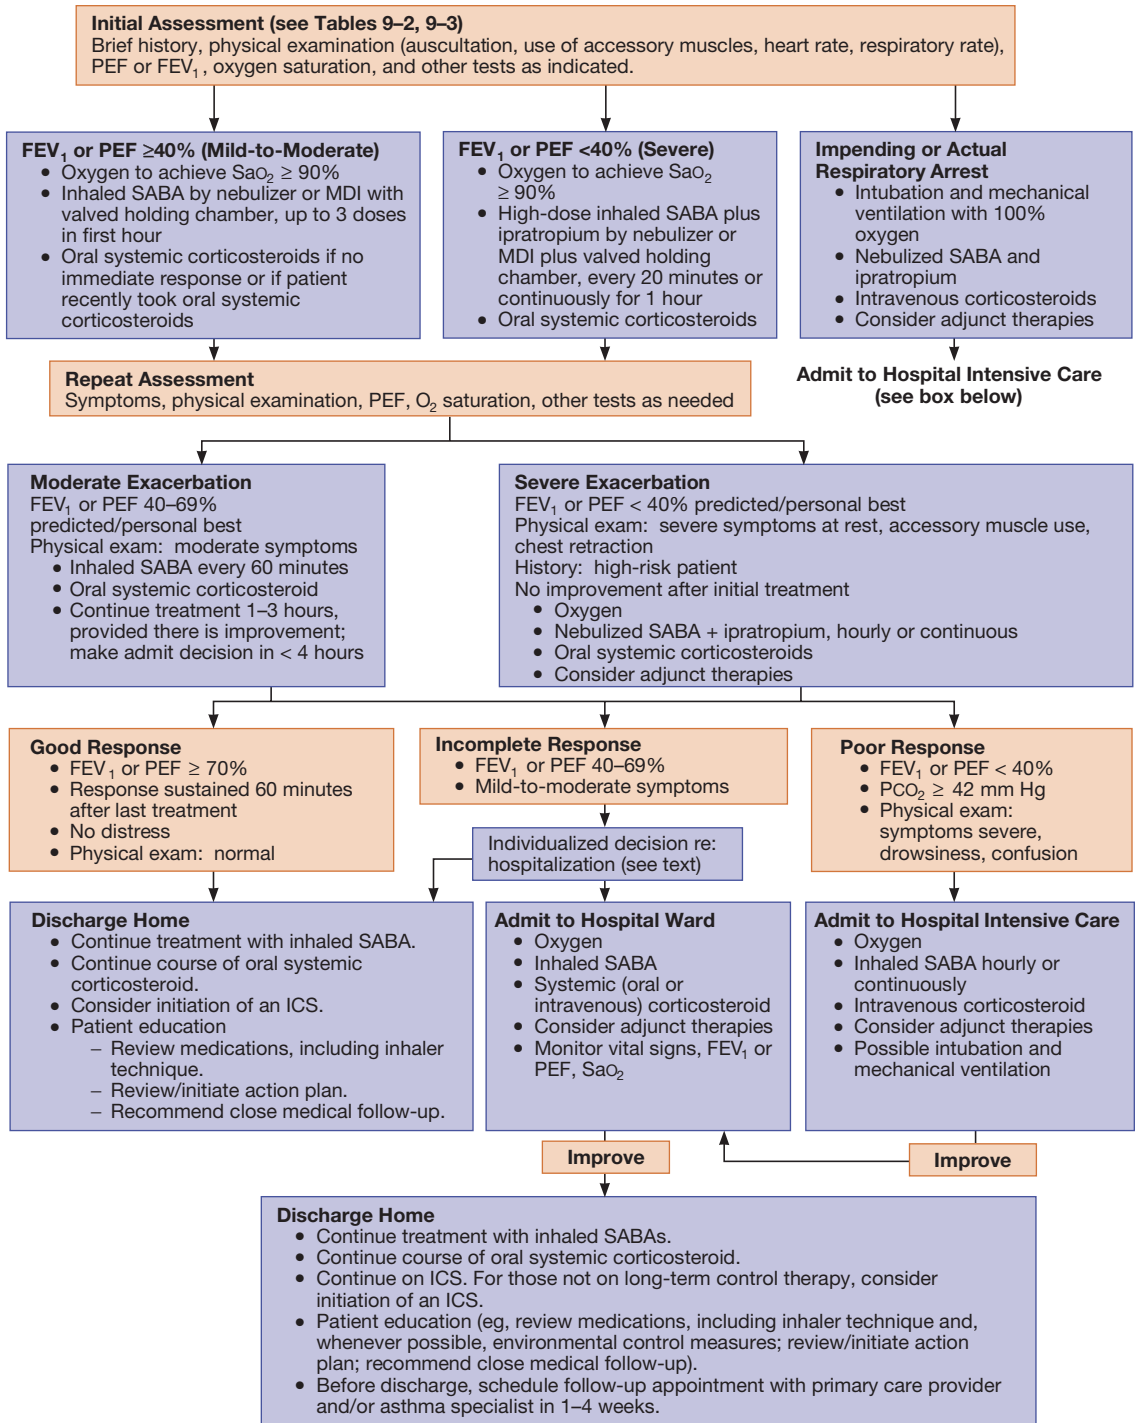 Initial Assessment (see Tables 9–2, 9–3)
Brief history, physical examination (auscultation, use of accessory muscles, heart rate, respiratory rate),
PEF or FEV₁, oxygen saturation, and other tests as indicated.
FEV₁ or PEF ≥40% (Mild-to-Moderate)
• Oxygen to achieve SaO₂ ≥ 90%
• Inhaled SABA by nebulizer or MDI with
valved holding chamber, up to 3 doses
in first hour
• Oral systemic corticosteroids if no
immediate response or if patient
recently took oral systemic
corticosteroids
FEV₁ or PEF <40% (Severe)
• Oxygen to achieve SaO₂
≥ 90%
• High-dose inhaled SABA plus
ipratropium by nebulizer or
MDI plus valved holding
chamber, every 20 minutes or
continuously for 1 hour
• Oral systemic corticosteroids
Impending or Actual
Respiratory Arrest
• Intubation and mechanical
ventilation with 100%
oxygen
• Nebulized SABA and
ipratropium
• Intravenous corticosteroids
• Consider adjunct therapies
Repeat Assessment
Symptoms, physical examination, PEF, O₂ saturation, other tests as needed
Admit to Hospital Intensive Care
(see box below)
Moderate Exacerbation
FEV₁ or PEF 40–69%
predicted/personal best
Physical exam: moderate symptoms
• Inhaled SABA every 60 minutes
• Oral systemic corticosteroid
• Continue treatment 1–3 hours,
provided there is improvement;
make admit decision in < 4 hours
Severe Exacerbation
FEV₁ or PEF < 40% predicted/personal best
Physical exam: severe symptoms at rest, accessory muscle use,
chest retraction
History: high-risk patient
No improvement after initial treatment
• Oxygen
• Nebulized SABA + ipratropium, hourly or continuous
• Oral systemic corticosteroids
• Consider adjunct therapies
Good Response
• FEV₁ or PEF ≥ 70%
• Response sustained 60 minutes
after last treatment
• No distress
• Physical exam: normal
Incomplete Response
• FEV₁ or PEF 40–69%
• Mild-to-moderate symptoms
Poor Response
• FEV₁ or PEF < 40%
• PCO₂ ≥ 42 mm Hg
• Physical exam:
symptoms severe,
drowsiness, confusion
Individualized decision re:
hospitalization (see text)
Discharge Home
• Continue treatment with inhaled SABA.
• Continue course of oral systemic
corticosteroid.
• Consider initiation of an ICS.
• Patient education
– Review medications, including inhaler
technique.
– Review/initiate action plan.
– Recommend close medical follow-up.
Admit to Hospital Ward
• Oxygen
• Inhaled SABA
• Systemic (oral or
intravenous) corticosteroid
• Consider adjunct therapies
• Monitor vital signs, FEV₁ or
PEF, SaO₂
Admit to Hospital Intensive Care
• Oxygen
• Inhaled SABA hourly or
continuously
• Intravenous corticosteroid
• Consider adjunct therapies
• Possible intubation and
mechanical ventilation
Improve
Improve
Discharge Home
• Continue treatment with inhaled SABAs.
• Continue course of oral systemic corticosteroid.
• Continue on ICS. For those not on long-term control therapy, consider
initiation of an ICS.
• Patient education (eg, review medications, including inhaler technique and,
whenever possible, environmental control measures; review/initiate action
plan; recommend close medical follow-up).
• Before discharge, schedule follow-up appointment with primary care provider
and/or asthma specialist in 1–4 weeks.